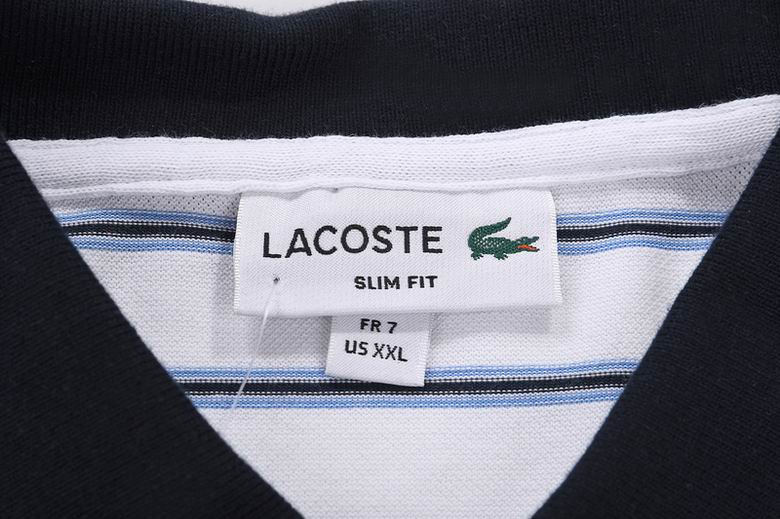 LACOSTE
SLIM FIT
FR 7
US XXL